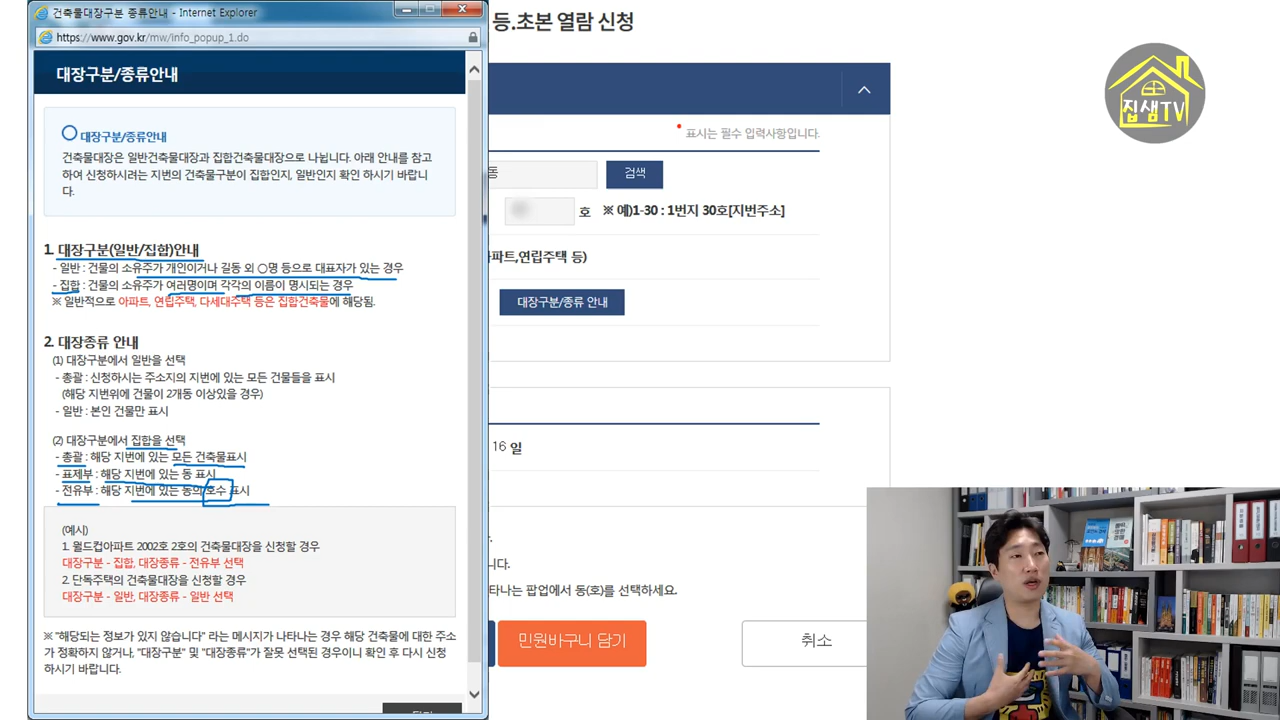 건축물대장구분 종류안내 - Internet Explorer
https://www.gov.kr/mw/info_popup_1.do
대장구분/종류안내
대장구분/종류안내
건축물대장은 일반건축물대장과 집합건축물대장으로 나뉩니다. 아래 안내를 참고
하여 신청하시려는 지번의 건축물구분이 집합인지, 일반인지 확인 하시기 바랍니
다.
1. 대장구분(일반/집합)안내
- 일반 : 건물의 소유주가 개인이거나 길동 외 ○명 등으로 대표자가 있는 경우
- 집합 : 건물의 소유주가 여러명이며 각각의 이름이 명시되는 경우
※ 일반적으로 아파트, 연립주택, 다세대주택 등은 집합건축물에 해당됨.
2. 대장종류 안내
(1) 대장구분에서 일반을 선택
- 총괄 : 신청하시는 주소지의 지번에 있는 모든 건물들을 표시
(해당 지번위에 건물이 2개동 이상있을 경우)
- 일반 : 본인 건물만 표시
(2) 대장구분에서 집합을 선택
- 총괄 : 해당 지번에 있는 모든 건축물표시
- 표제부 : 해당 지번에 있는 동 표시
- 전유부 : 해당 지번에 있는 동의 호수 표시
(예시)
1. 월드컵아파트 2002호 2호의 건축물대장을 신청할 경우
대장구분 - 집합, 대장종류 - 전유부 선택
2. 단독주택의 건축물대장을 신청할 경우
대장구분 - 일반, 대장종류 - 일반 선택
※ "해당되는 정보가 있지 않습니다" 라는 메시지가 나타나는 경우 해당 건축물에 대한 주소
가 정확하지 않거나, "대장구분" 및 "대장종류"가 잘못 선택된 경우이니 확인 후 다시 신청
하시기 바랍니다.
등.초본 열람 신청
표시는 필수 입력사항입니다.
동
검색
호 ※ 예)1-30 : 1번지 30호[지번주소]
파트,연립주택 등)
대장구분/종류 안내
16 일
니다.
타나는 팝업에서 동(호)를 선택하세요.
민원바구니 담기
취소
집샘TV